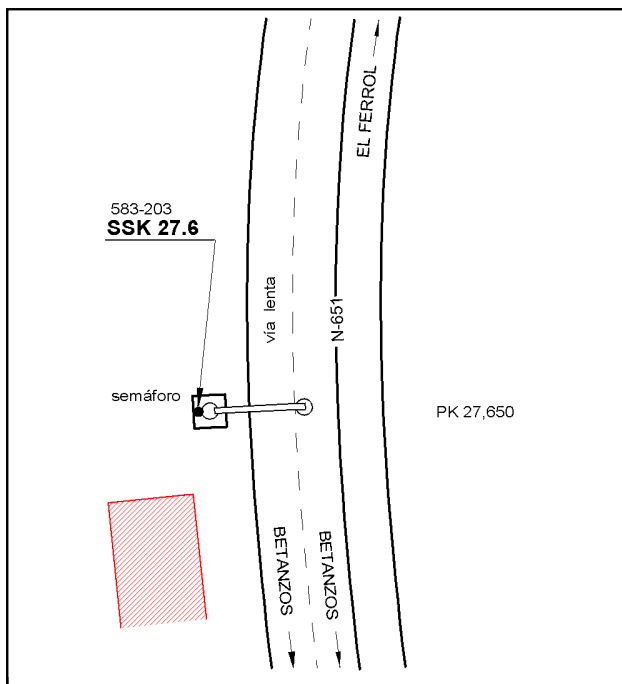 EL FERROL
583-203
SSK 27.6
vía lenta
N-651
semáforo
PK 27,650
BETANZOS
BETANZOS